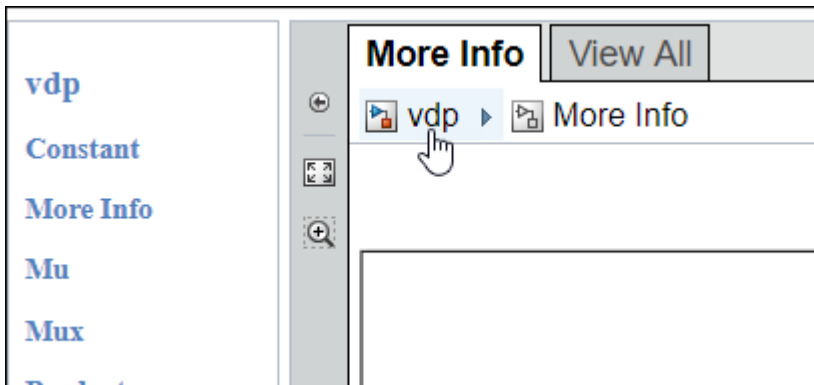 vdp
Constant
More Info
Mu
Mux
More Info View All
vdp More Info